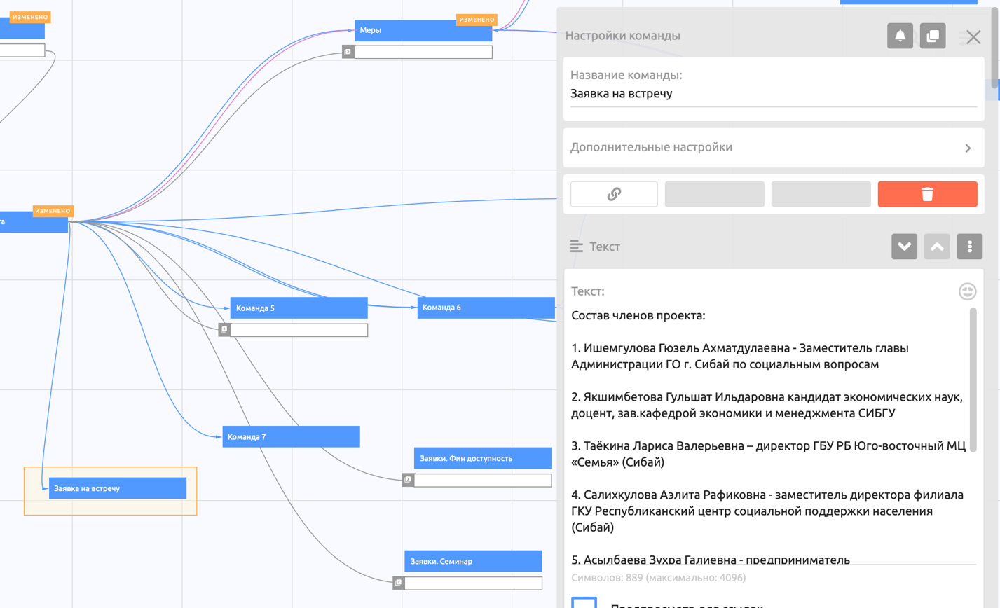 ИЗМЕНЕНО
ИЗМЕНЕНО
Меры
ИЗМЕНЕНО
та
Команда 5
Команда 6
Команда 7
Заявки. Фин доступность
Заявка на встречу
Заявки. Семинар
Настройки команды
Название команды:
Заявка на встречу
Дополнительные настройки
Текст
Текст:
Состав членов проекта:
1. Ишемгулова Гюзель Ахматдулаевна - Заместитель главы
Администрации ГО г. Сибай по социальным вопросам
2. Якшимбетова Гульшат Ильдаровна кандидат экономических наук,
доцент, зав.кафедрой экономики и менеджмента СИБГУ
3. Таёкина Лариса Валерьевна – директор ГБУ РБ Юго-восточный МЦ
«Семья» (Сибай)
4. Салихкулова Аэлита Рафиковна - заместитель директора филиала
ГКУ Республиканский центр социальной поддержки населения
(Сибай)
5. Асылбаева Зухра Галиевна - предприниматель
Символов: 889 (максимально: 4096)
Предпросмотр для ссылок